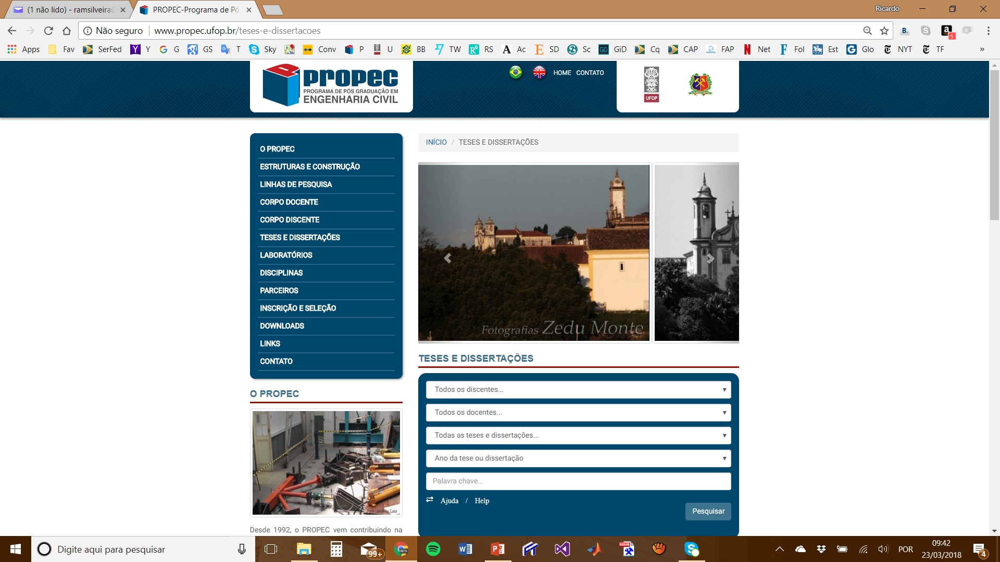 (1 não lido) - ramsilveira
PROPEC-Programa de Pó
Ricardo
Não seguro
www.propec.ufop.br/teses-e-dissertacoes
B.
a
5
Apps Fav SerFed Y G GS T Sky Conv P U BB TW RS Ac SD Sc GiD Cq CAP FAP Net Fol Est Glo NYT TF »
PROPEC
PROGRAMA DE PÓS GRADUAÇÃO EM
ENGENHARIA CIVIL
HOME CONTATO
UFOP
O PROPEC
ESTRUTURAS E CONSTRUÇÃO
LINHAS DE PESQUISA
CORPO DOCENTE
CORPO DISCENTE
TESES E DISSERTAÇÕES
LABORATÓRIOS
DISCIPLINAS
PARCEIROS
INSCRIÇÃO E SELEÇÃO
DOWNLOADS
LINKS
CONTATO
O PROPEC
Desde 1992, o PROPEC vem contribuindo na
INÍCIO / TESES E DISSERTAÇÕES
Fotografias Zedu Monte
TESES E DISSERTAÇÕES
Todos os discentes...
Todos os docentes...
Todas as teses e dissertações...
Ano da tese ou dissertação
Palavra chave...
Ajuda / Help
Pesquisar
Digite aqui para pesquisar
99+
BETA
POR
09:42
23/03/2018
4